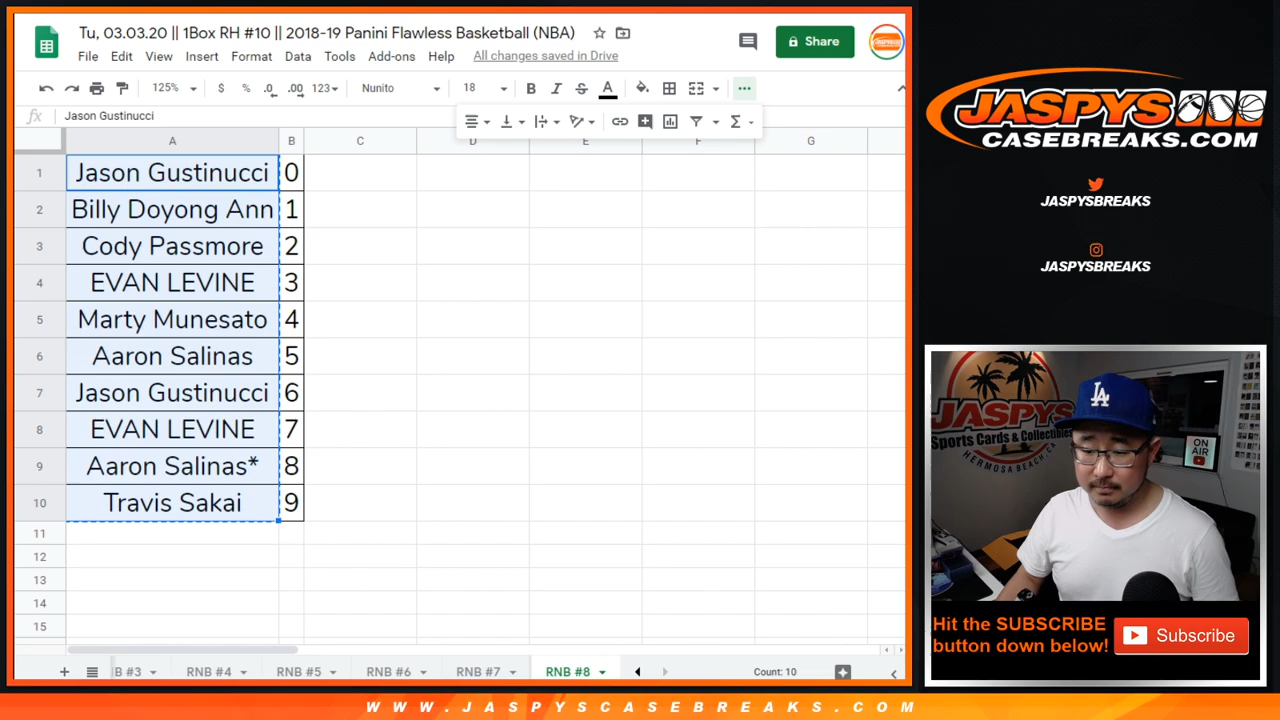 Tu, 03.03.20 || 1Box RH #10 || 2018-19 Panini Flawless Basketball (NBA)
File Edit View Insert Format Data Tools Add-ons Help All changes saved in Drive
Share
125% $ % .0 .00 123 Nunito 18 B I S A
fx Jason Gustinucci
A B C D E F G
1 Jason Gustinucci 0
2 Billy Doyong Ann 1
3 Cody Passmore 2
4 EVAN LEVINE 3
5 Marty Munesato 4
6 Aaron Salinas 5
7 Jason Gustinucci 6
8 EVAN LEVINE 7
9 Aaron Salinas* 8
10 Travis Sakai 9
11
12
13
14
15
B #3 RNB #4 RNB #5 RNB #6 RNB #7 RNB #8 Count: 10
JASPYS
CASEBREAKS.COM
JASPYSBREAKS
JASPYSBREAKS
JASPYS
Sports Cards & Collectibles
HERMOSA BEACH, CA
LA
ON AIR
Hit the SUBSCRIBE
button down below!
Subscribe
WWW.JASPYSCASEBREAKS.COM